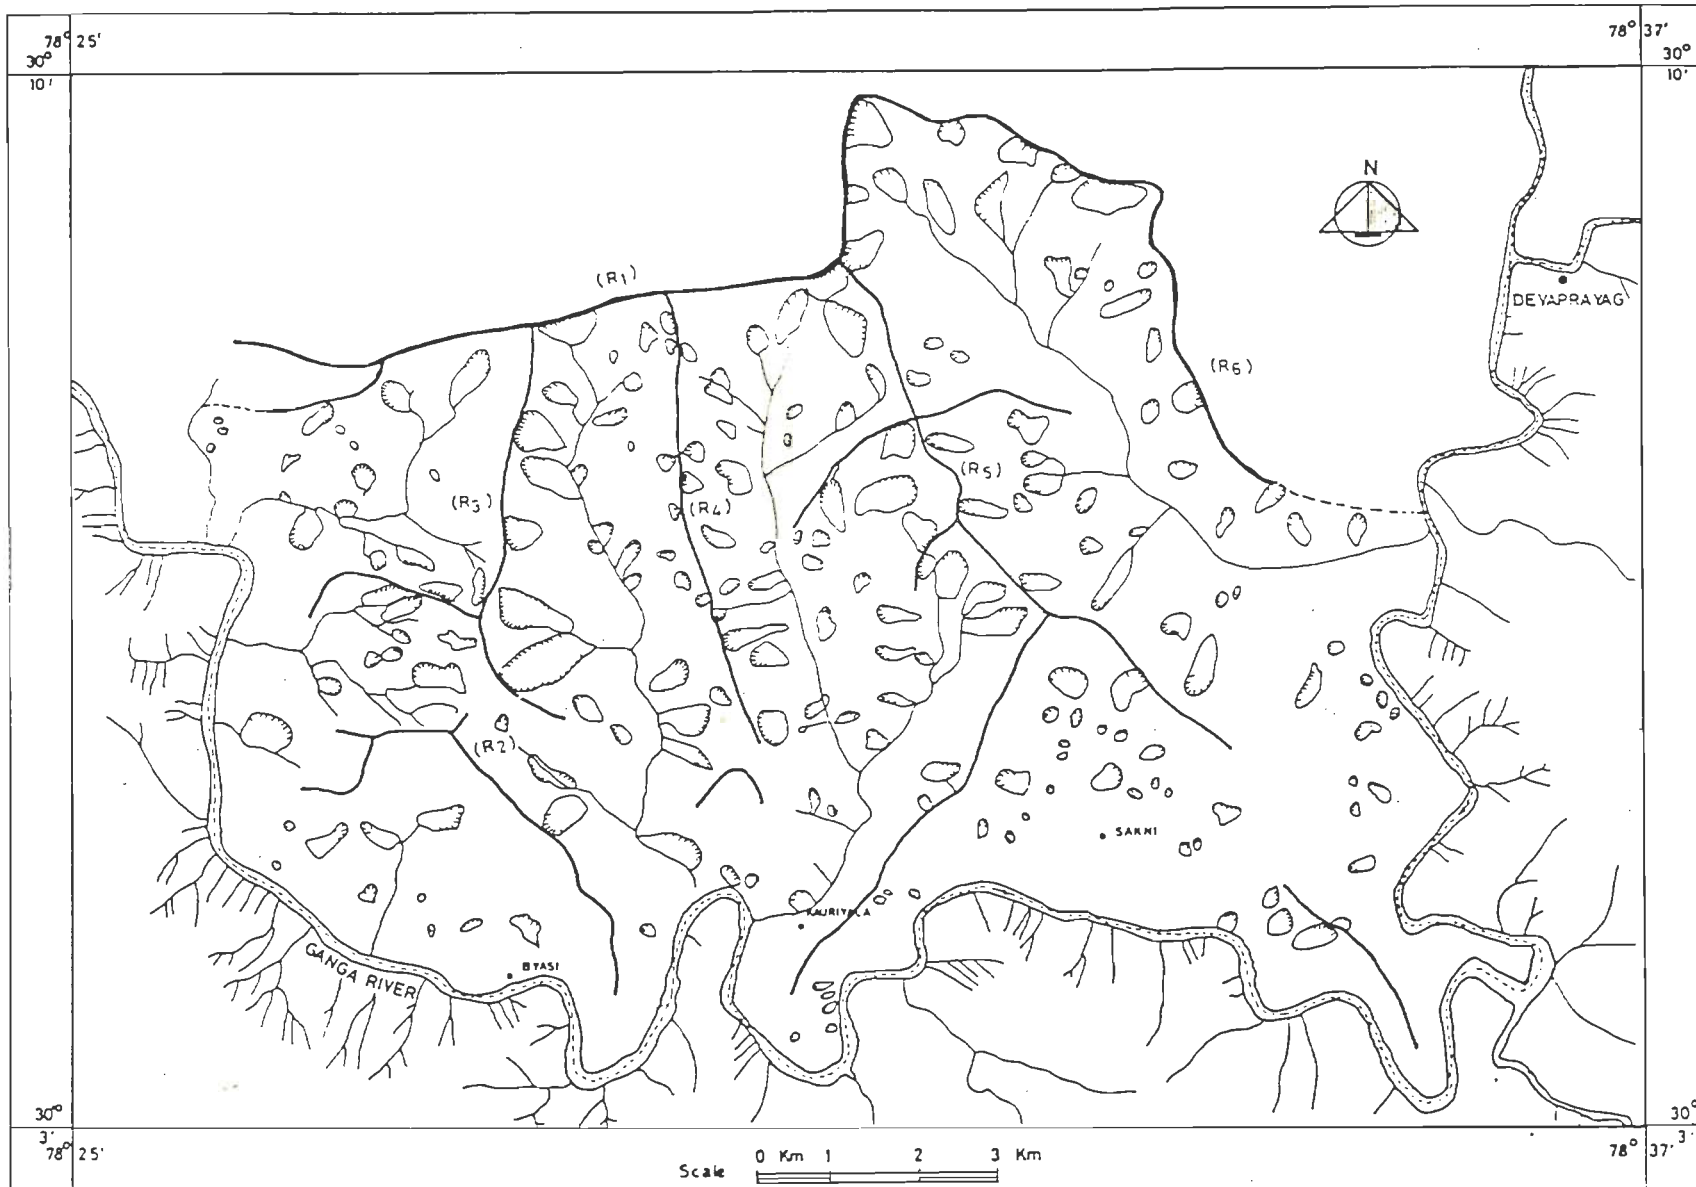 78° 25'
78° 37'
30°
10'
30°
10'
N
(R1)
DEVAPRAYAG
(R6)
(R5)
(R3)
(R4)
(R2)
SAKNI
KAURIYALA
GANGA RIVER
BYASI
30°
3'
30°
3'
78° 25'
78° 37'
Scale
0 Km 1 2 3 Km